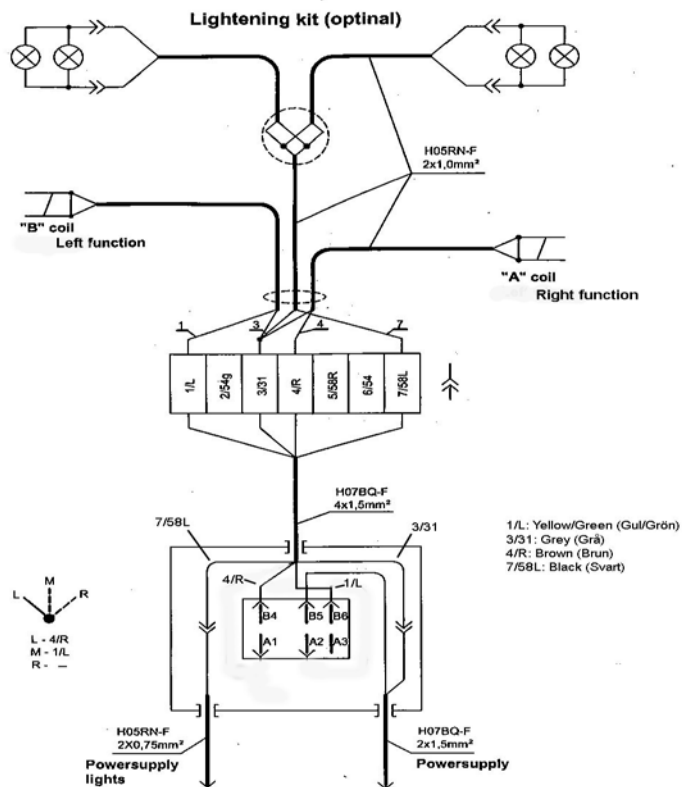 Lightening kit (optinal)
H05RN-F
2x1,0mm²
"B" coil
Left function
"A" coil
Right function
1
3
4
7
1/L
2/54g
3/31
4/R
5/58R
6/54
7/58L
H07BQ-F
4x1,5mm²
7/58L
3/31
1/L: Yellow/Green (Gul/Grön)
3/31: Grey (Grå)
4/R: Brown (Brun)
7/58L: Black (Svart)
4/R
1/L
B4
B5
B6
A1
A2
A3
M
L
R
L - 4/R
M - 1/L
R - –
H05RN-F
2X0,75mm²
Powersupply
lights
H07BQ-F
2x1,5mm²
Powersupply